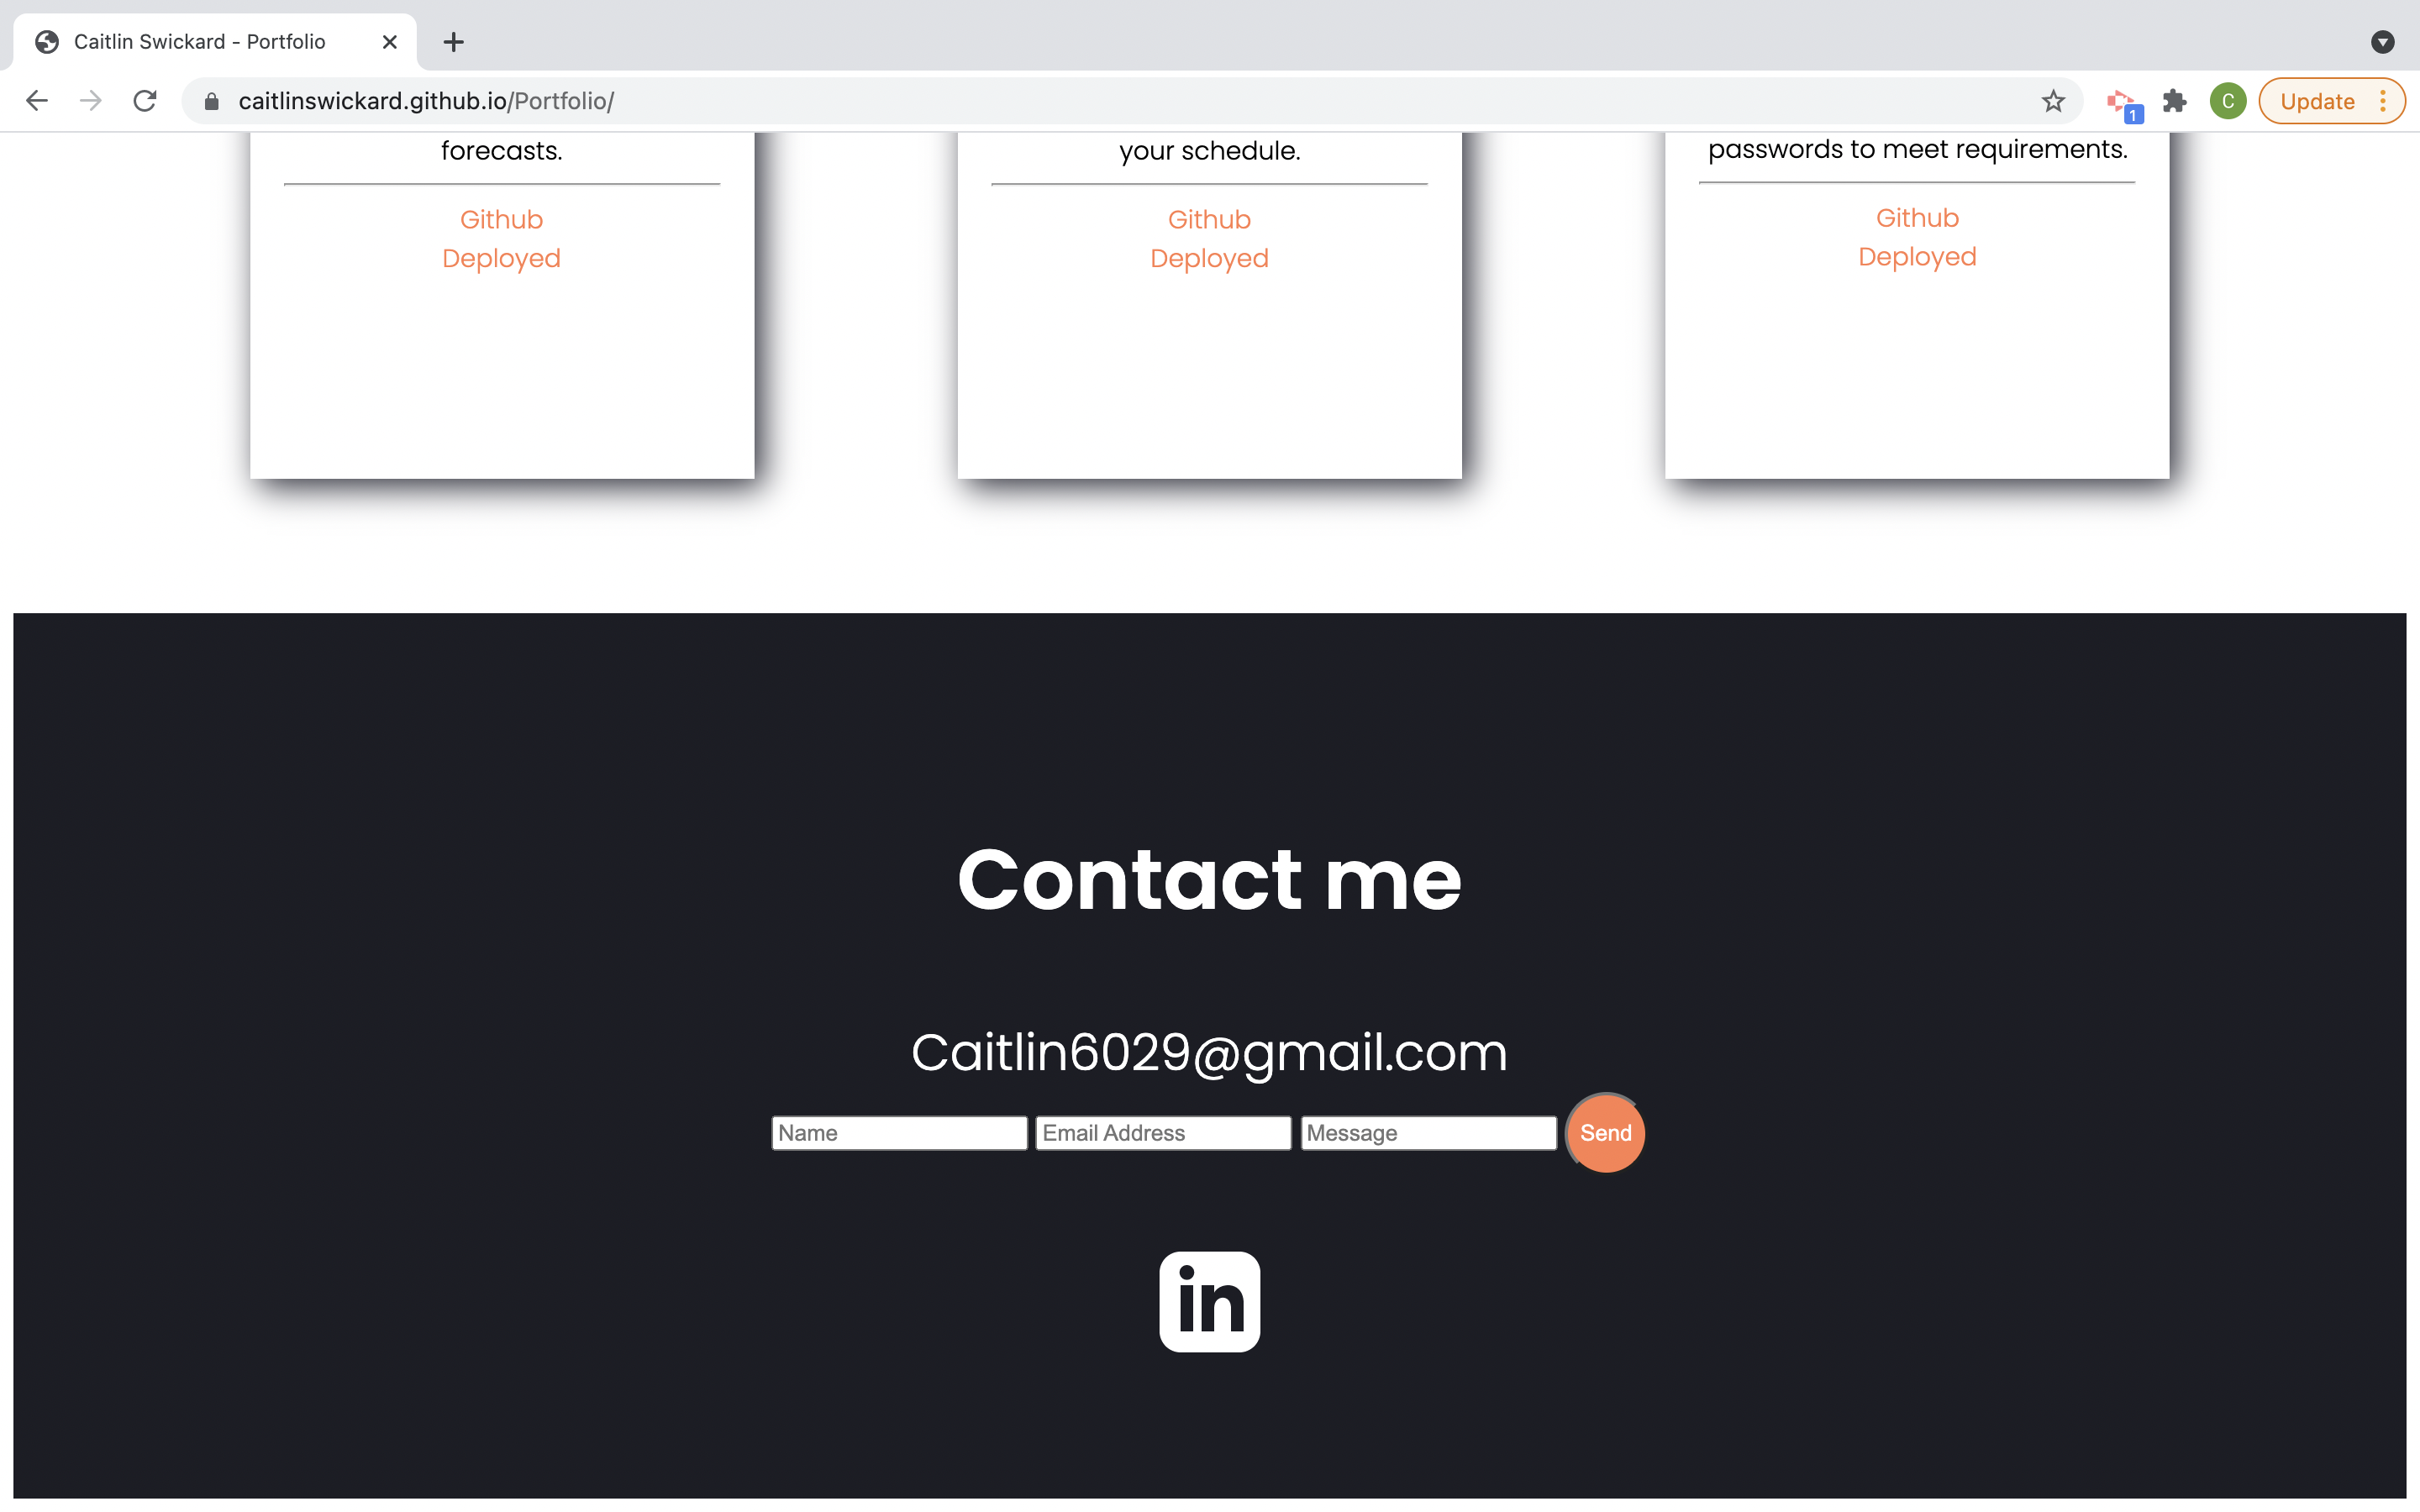 Caitlin Swickard - Portfolio
caitlinswickard.github.io/Portfolio/
1
C
Update
forecasts.
Github
Deployed
your schedule.
Github
Deployed
passwords to meet requirements.
Github
Deployed
Contact me
Caitlin6029@gmail.com
Name
Email Address
Message
Send
in